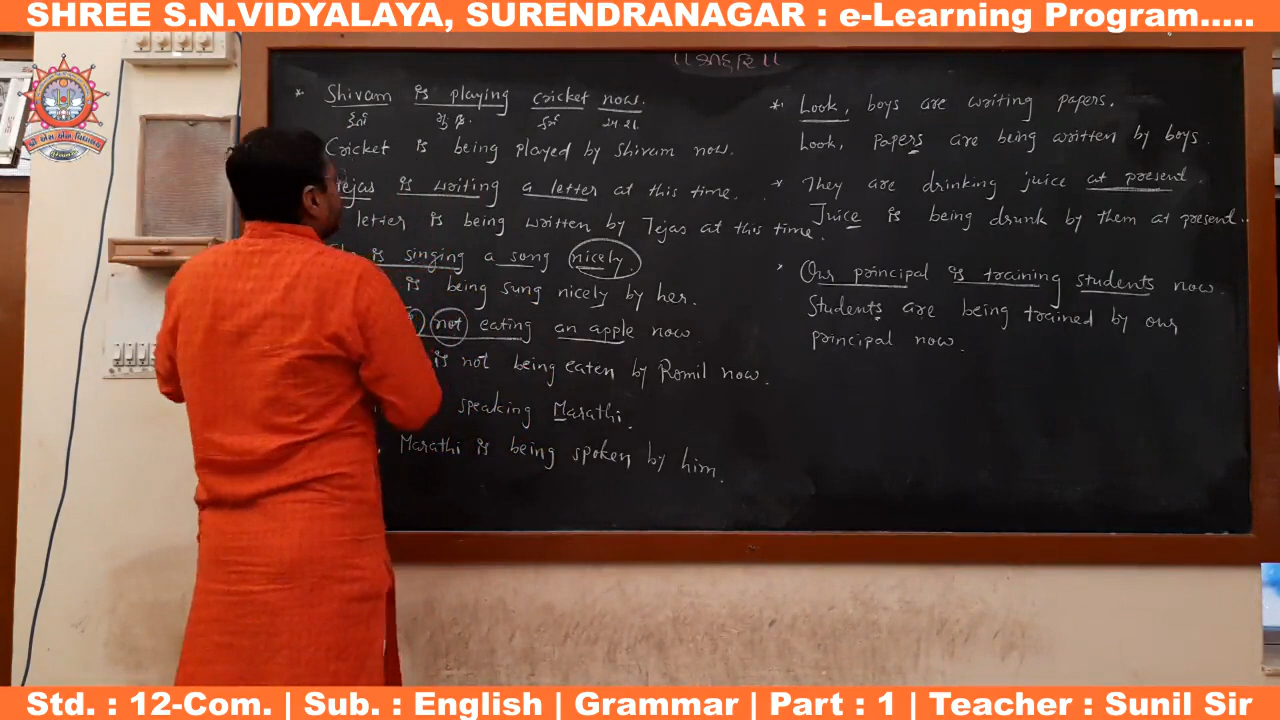 SHREE S.N.VIDYALAYA, SURENDRANAGAR : e-Learning Program.....
* Shivam is playing cricket now.
કર્તા મુ.ક્રિ. કર્મ
Cricket is being played by Shivam now.
Tejas is writing a letter at this time.
letter is being written by Tejas at this time.
is singing a song nicely.
is being sung nicely by her.
not eating an apple now
is not being eaten by Romil now.
speaking Marathi.
Marathi is being spoken by him.
* Look, boys are writing papers.
Look, papers are being written by boys.
* They are drinking juice at present.
Juice is being drunk by them at present..
* Our principal is training students now.
Students are being trained by our
principal now.
Std. : 12-Com. | Sub. : English | Grammar | Part : 1 | Teacher : Sunil Sir